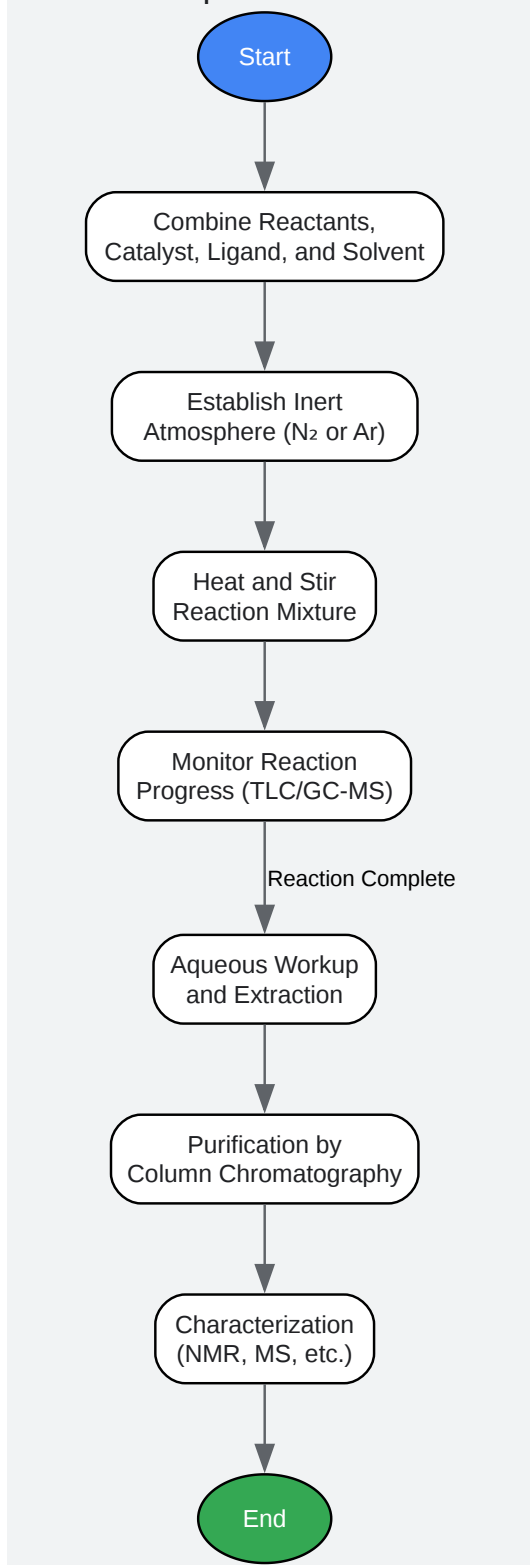 Start
Combine Reactants,
Catalyst, Ligand, and Solvent
Establish Inert
Atmosphere (N₂ or Ar)
Heat and Stir
Reaction Mixture
Monitor Reaction
Progress (TLC/GC-MS)
Reaction Complete
Aqueous Workup
and Extraction
Purification by
Column Chromatography
Characterization
(NMR, MS, etc.)
End